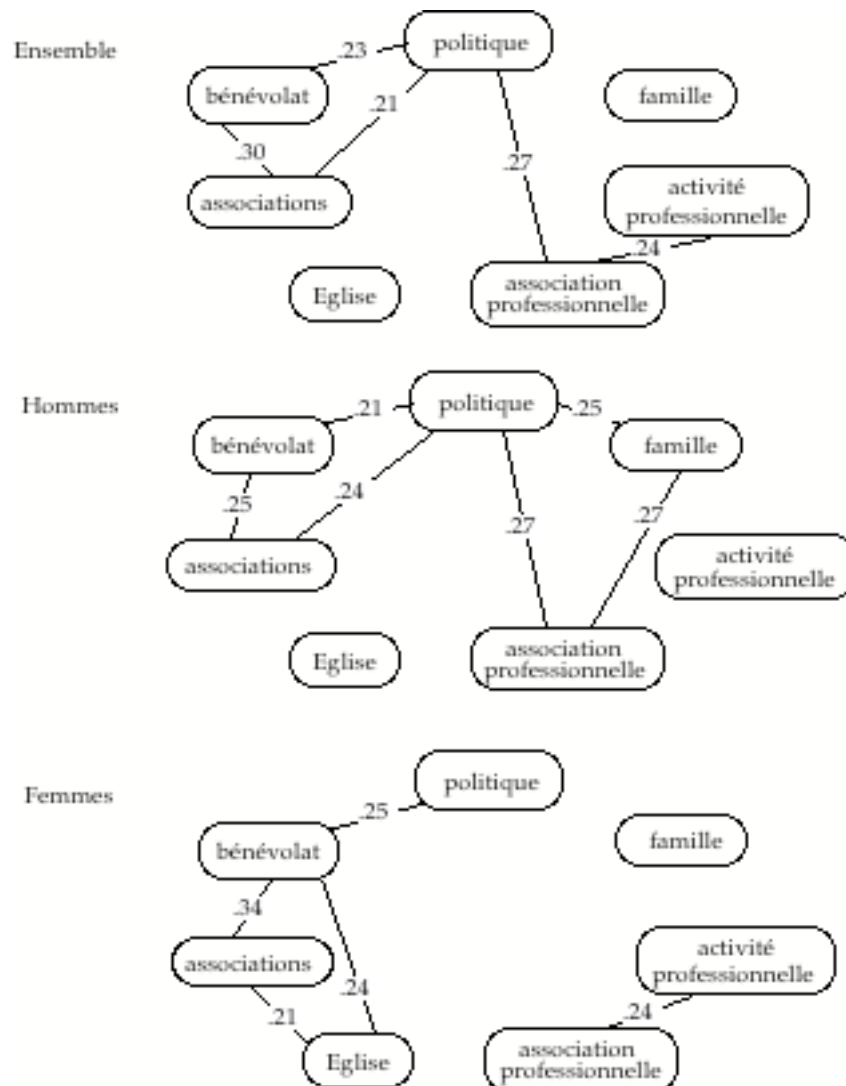 Ensemble
politique
.23
bénévolat
famille
.21
.30
.27
activité
professionnelle
associations
.24
Eglise
association
professionnelle
Hommes
politique
.21
.25
bénévolat
famille
.25
.24
.27
.27
associations
activité
professionnelle
Eglise
association
professionnelle
Femmes
politique
.25
bénévolat
famille
.34
associations
activité
professionnelle
.24
.21
.24
Eglise
association
professionnelle